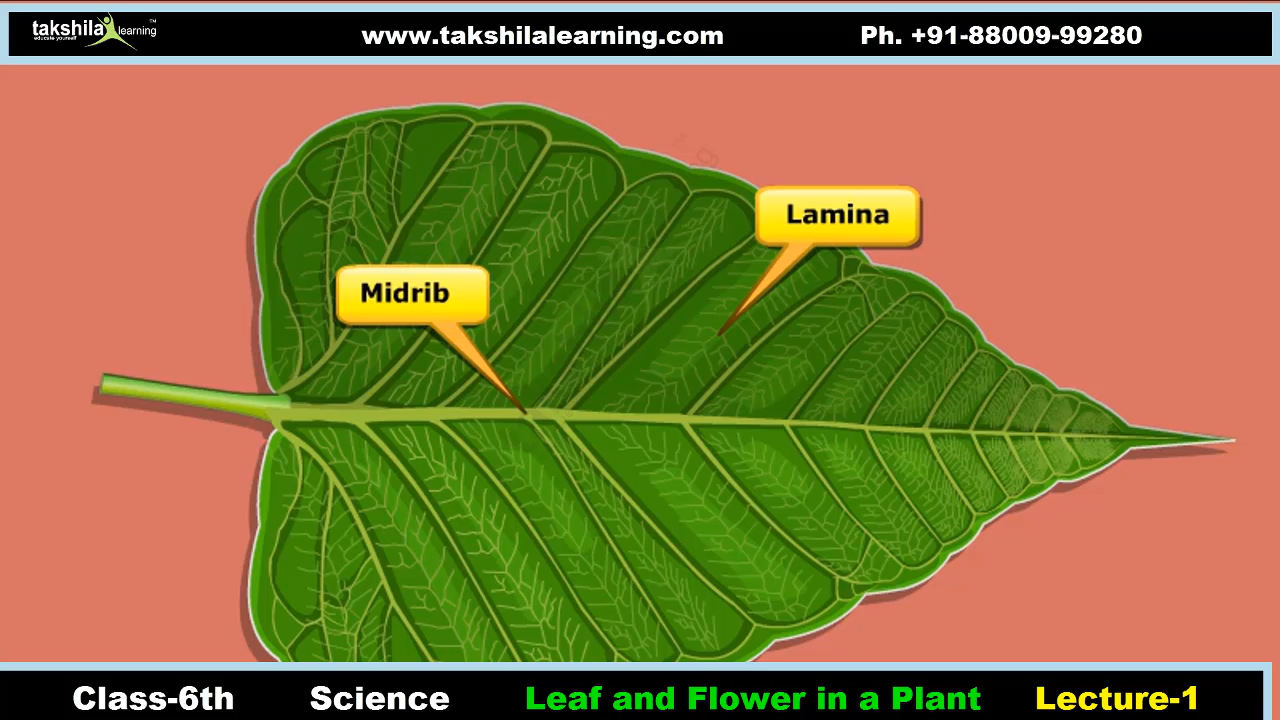 takshila learning TM
educate yourself
www.takshilalearning.com
Ph. +91-88009-99280
Lamina
Midrib
Class-6th Science Leaf and Flower in a Plant Lecture-1